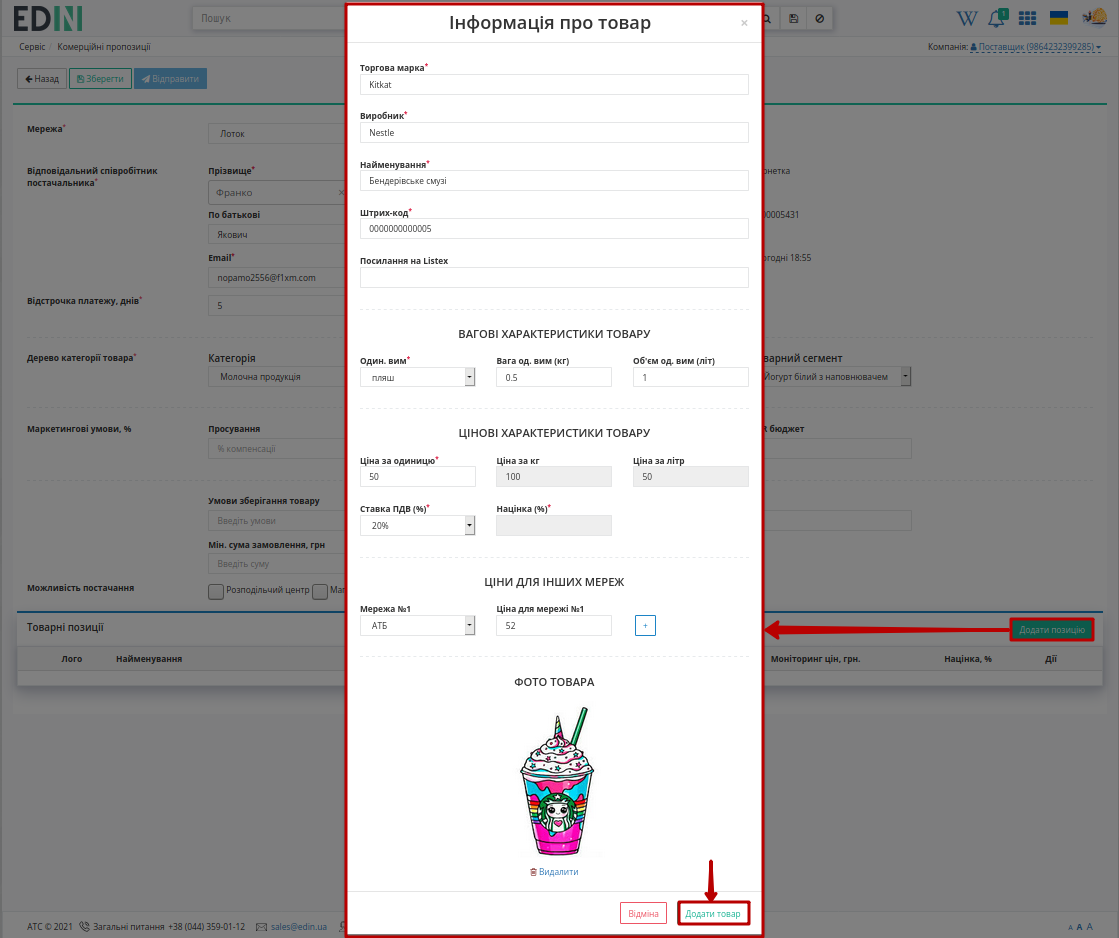 EDIN
Пошук
W
1
Сервіс / Комерційні пропозиції
Компанія: Поставщик (9864232399285)
Назад
Зберегти
Відправити
Мережа*
Лоток
Відповідальний співробітник
постачальника*
Прізвище*
Франко ×
По батькові
Якович
Email*
nopamo2556@f1xm.com
Відстрочка платежу, днів*
5
онетка
00005431
огодні 18:55
Дерево категорії товара*
Категорія
Молочна продукція
варний сегмент
Йогурт білий з наповнювачем
Маркетингові умови, %
Просування
% компенсації
бюджет
Умови зберігання товару
Введіть умови
Мін. сума замовлення, грн
Введіть суму
Можливість постачання
Розподільчий центр
Маг
Товарні позиції
Додати позицію
Лого
Найменування
Моніторинг цін, грн.
Націнка, %
Дії
Інформація про товар
×
Торгова марка*
Kitkat
Виробник*
Nestle
Найменування*
Бендерівське смузі
Штрих-код*
0000000000005
Посилання на Listex
ВАГОВІ ХАРАКТЕРИСТИКИ ТОВАРУ
Один. вим* Вага од. вим (кг) Об'єм од. вим (літ)
пляш 0.5 1
ЦІНОВІ ХАРАКТЕРИСТИКИ ТОВАРУ
Ціна за одиницю* Ціна за кг Ціна за літр
50 100 50
Ставка ПДВ (%)* Націнка (%)*
20%
ЦІНИ ДЛЯ ІНШИХ МЕРЕЖ
Мережа №1 Ціна для мережі №1
АТБ 52 +
ФОТО ТОВАРА
Видалити
Відміна
Додати товар
АТС © 2021 Загальні питання +38 (044) 359-01-12 sales@edin.ua
A A A